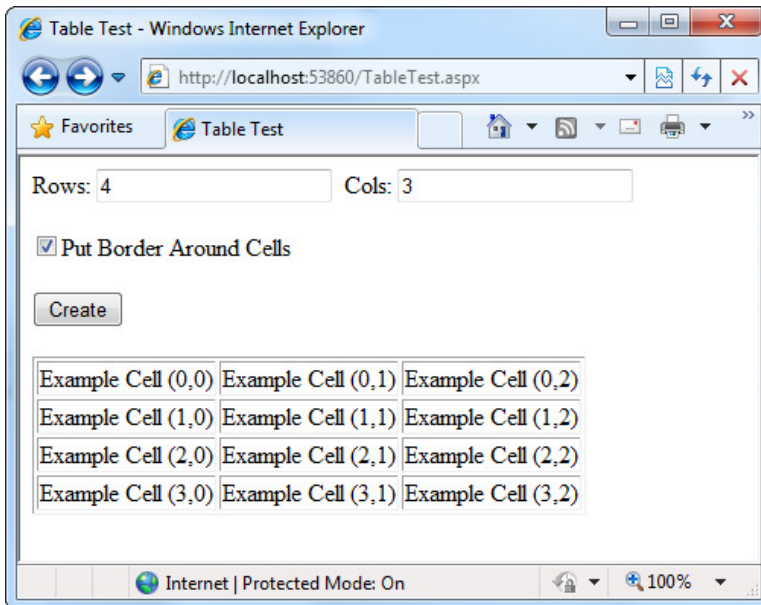 Table Test - Windows Internet Explorer
http://localhost:53860/TableTest.aspx
Favorites Table Test »
Rows: 4 Cols: 3
Put Border Around Cells
Create
Example Cell (0,0) Example Cell (0,1) Example Cell (0,2)
Example Cell (1,0) Example Cell (1,1) Example Cell (1,2)
Example Cell (2,0) Example Cell (2,1) Example Cell (2,2)
Example Cell (3,0) Example Cell (3,1) Example Cell (3,2)
Internet | Protected Mode: On 100%